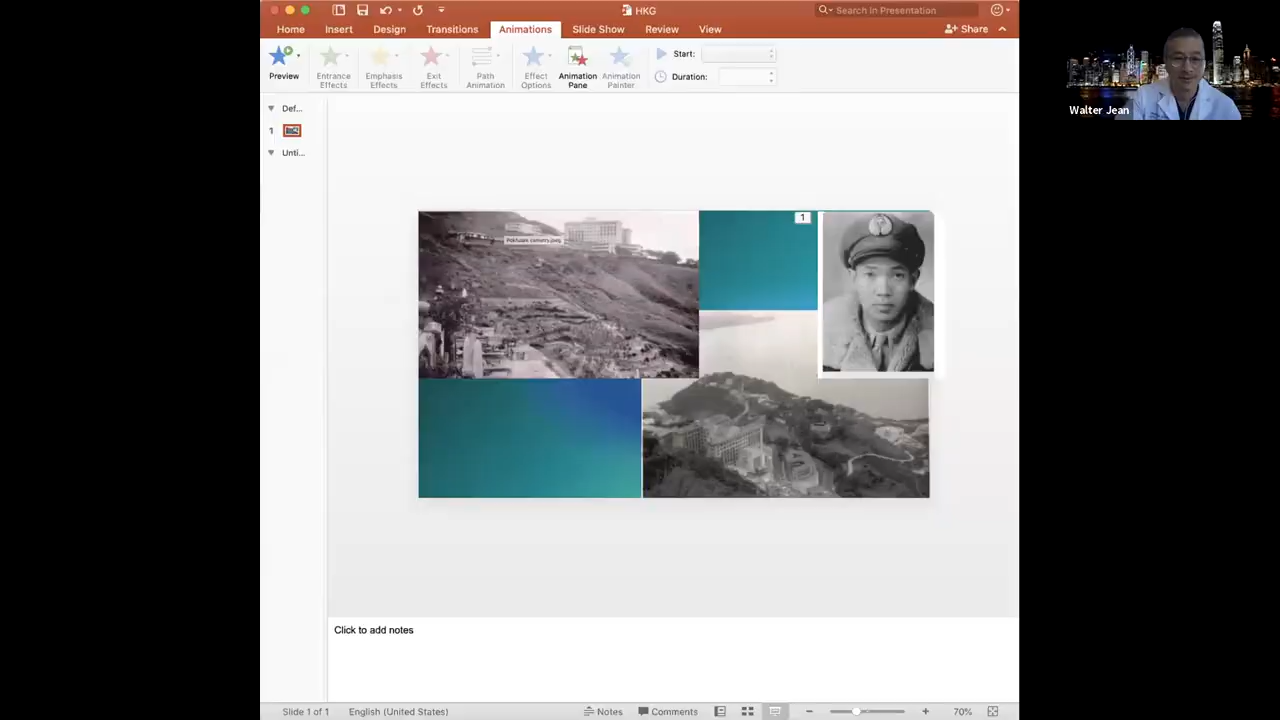 HKG
Search in Presentation
Home
Insert
Design
Transitions
Animations
Slide Show
Review
View
Share
Preview
Entrance
Effects
Emphasis
Effects
Exit
Effects
Path
Animation
Effect
Options
Animation
Pane
Animation
Painter
Start:
Duration:
Def...
1
Unti...
1
Walter Jean
Click to add notes
Slide 1 of 1
English (United States)
Notes
Comments
70%